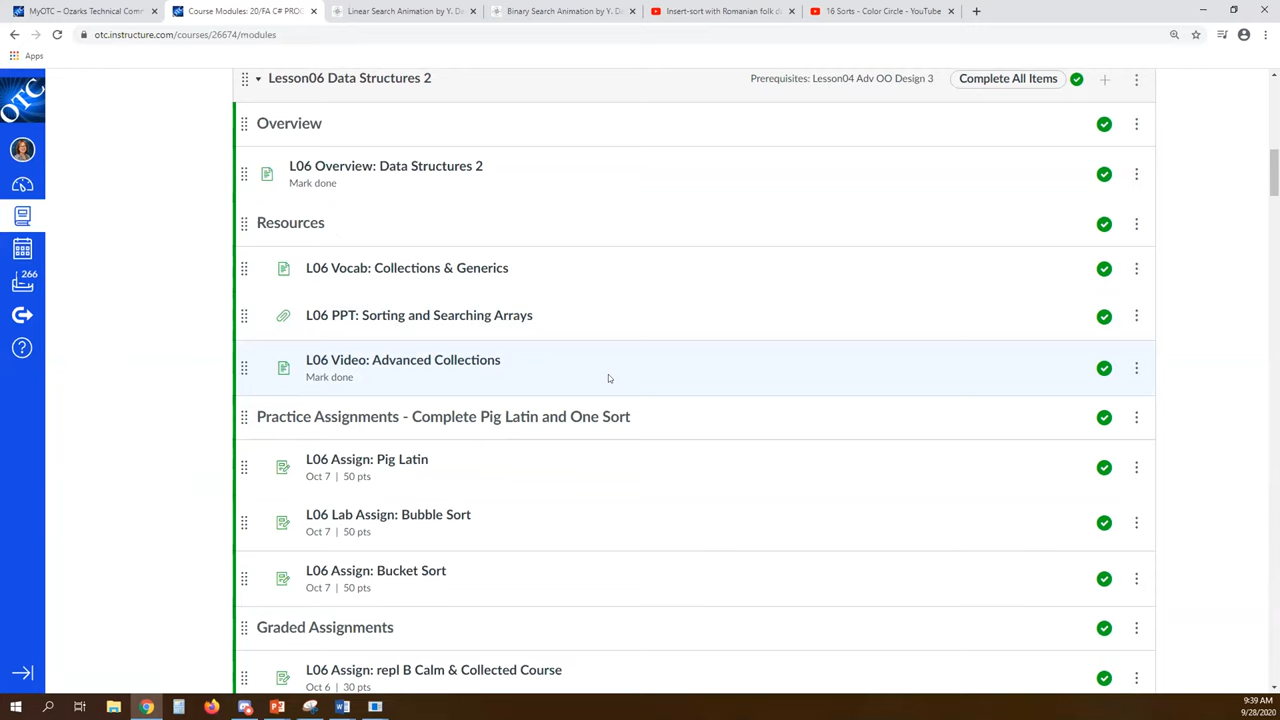 MyOTC – Ozarks Technical Comm
Course Modules: 20/FA C# PROG
Linear Search Animation by Y. Da
Binary Search Animation by Y. D
Insert-sort with Romanian folk d
16 Sorts - Color Circle - YouTube
otc.instructure.com/courses/26674/modules
Apps
OTC
266
Lesson06 Data Structures 2
Prerequisites: Lesson04 Adv OO Design 3
Complete All Items
Overview
L06 Overview: Data Structures 2
Mark done
Resources
L06 Vocab: Collections & Generics
L06 PPT: Sorting and Searching Arrays
L06 Video: Advanced Collections
Mark done
Practice Assignments - Complete Pig Latin and One Sort
L06 Assign: Pig Latin
Oct 7 | 50 pts
L06 Lab Assign: Bubble Sort
Oct 7 | 50 pts
L06 Assign: Bucket Sort
Oct 7 | 50 pts
Graded Assignments
L06 Assign: repl B Calm & Collected Course
Oct 6 | 30 pts
9:39 AM
9/28/2020